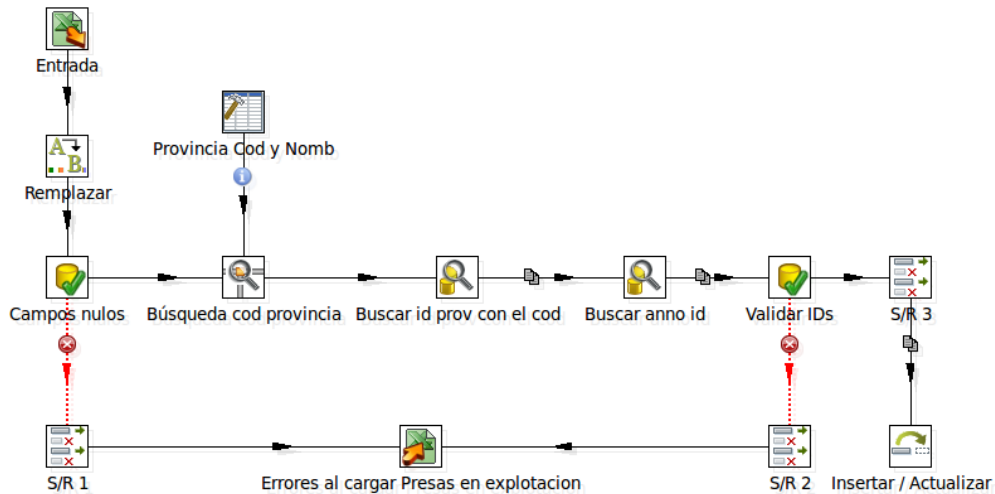 Entrada
Provincia Cod y Nomb
Remplazar
Campos nulos
Búsqueda cod provincia
Buscar id prov con el cod
Buscar anno id
Validar IDs
S/R 3
S/R 1
Errores al cargar Presas en explotacion
S/R 2
Insertar / Actualizar